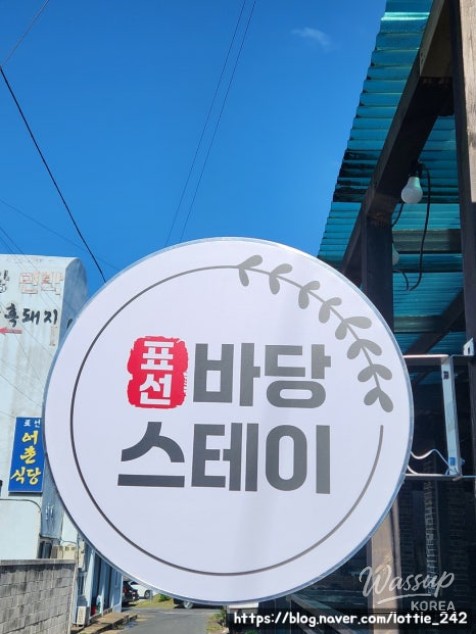 표선
바당
스테이
흑돼지
표선
어촌
식당
Wassup
KOREA
https://blog.naver.com/lottie_242